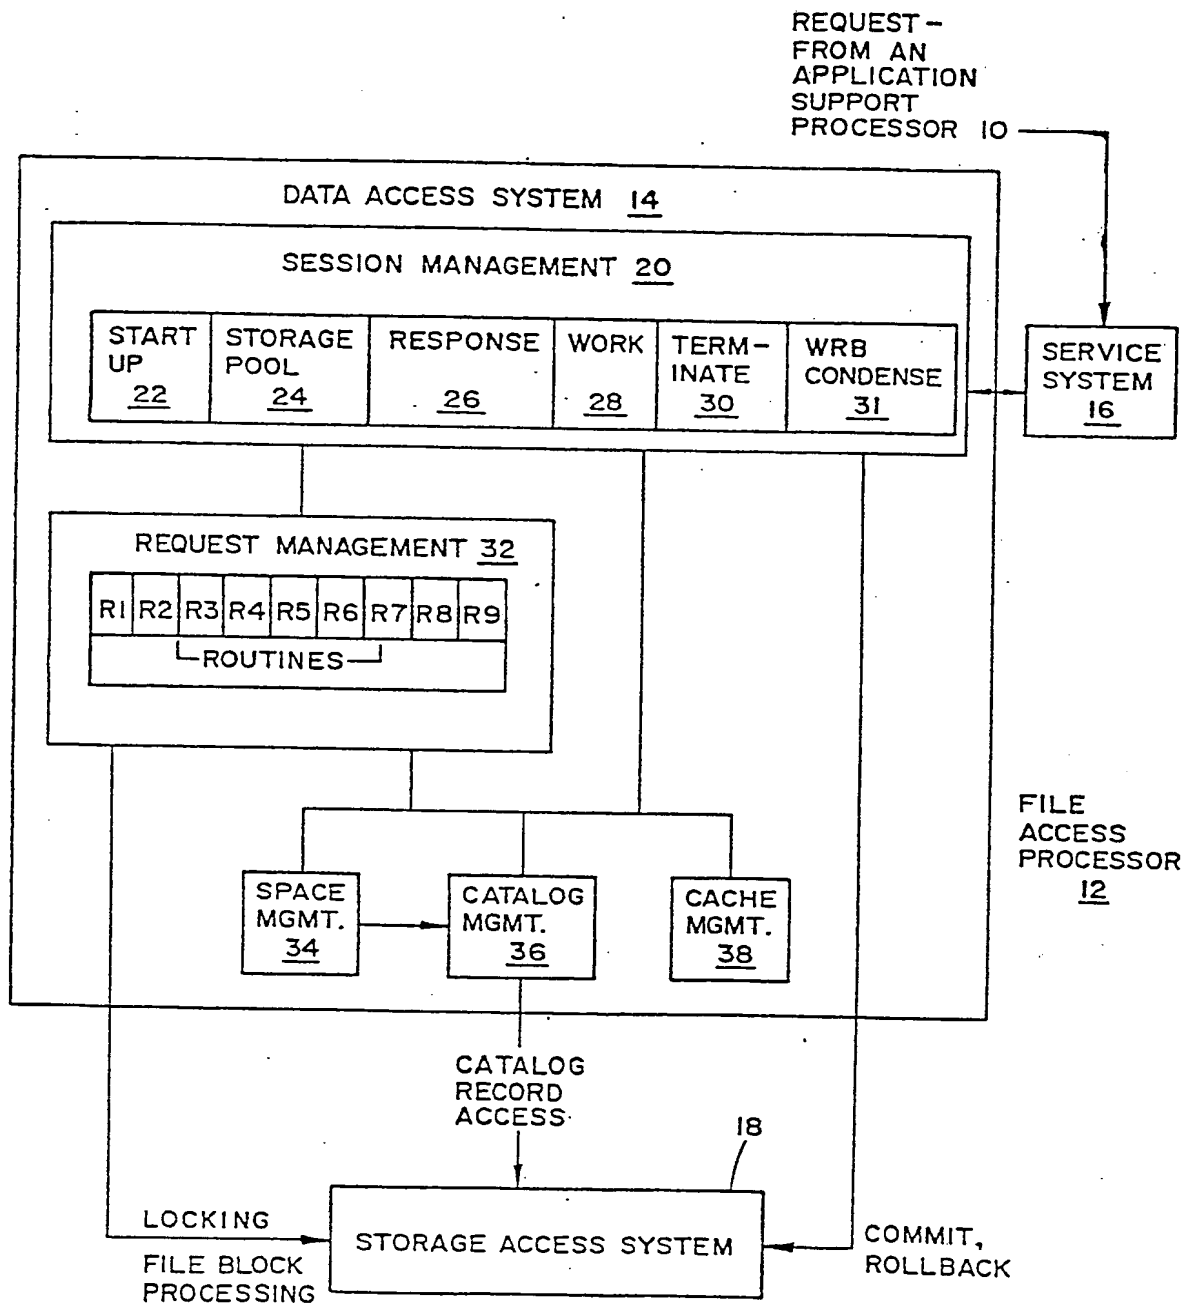 REQUEST-
FROM AN
APPLICATION
SUPPORT
PROCESSOR 10
DATA ACCESS SYSTEM 14
SESSION MANAGEMENT 20
START
UP
22
STORAGE
POOL
24
RESPONSE
26
WORK
28
TERM-
INATE
30
WRB
CONDENSE
31
SERVICE
SYSTEM
16
REQUEST MANAGEMENT 32
R1 R2 R3 R4 R5 R6 R7 R8 R9
ROUTINES
FILE
ACCESS
PROCESSOR
12
SPACE
MGMT.
34
CATALOG
MGMT.
36
CACHE
MGMT.
38
CATALOG
RECORD
ACCESS
18
STORAGE ACCESS SYSTEM
LOCKING
FILE BLOCK
PROCESSING
COMMIT,
ROLLBACK